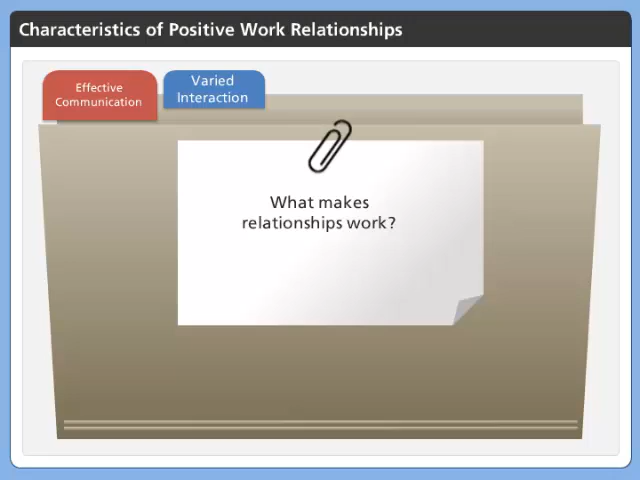 Characteristics of Positive Work Relationships
Effective
Communication
Varied
Interaction
What makes
relationships work?